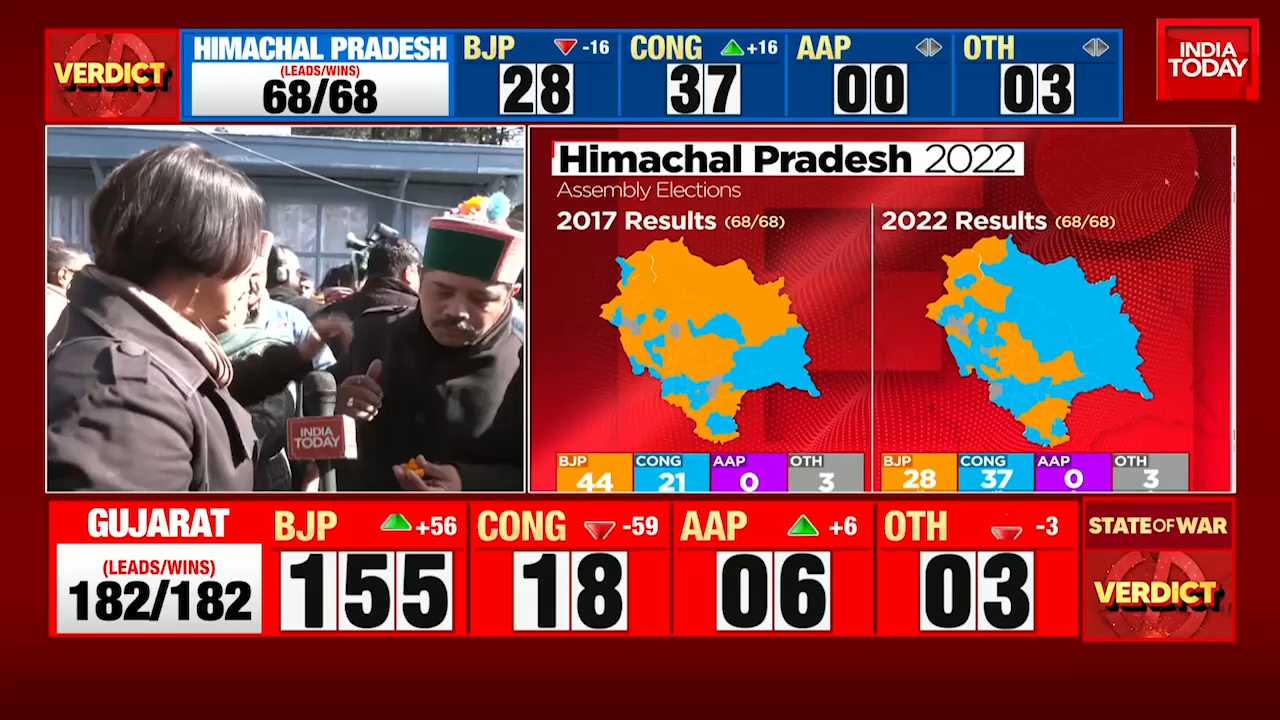 VERDICT
HIMACHAL PRADESH
(LEADS/WINS)
68/68
BJP -16
28
CONG +16
37
AAP
00
OTH
03
INDIA
TODAY
INDIA
TODAY
Himachal Pradesh 2022
Assembly Elections
2017 Results (68/68)
BJP CONG AAP OTH
44 21 0 3
2022 Results (68/68)
BJP CONG AAP OTH
28 37 0 3
GUJARAT
(LEADS/WINS)
182/182
BJP +56
155
CONG -59
18
AAP +6
06
OTH -3
03
STATE OF WAR
VERDICT